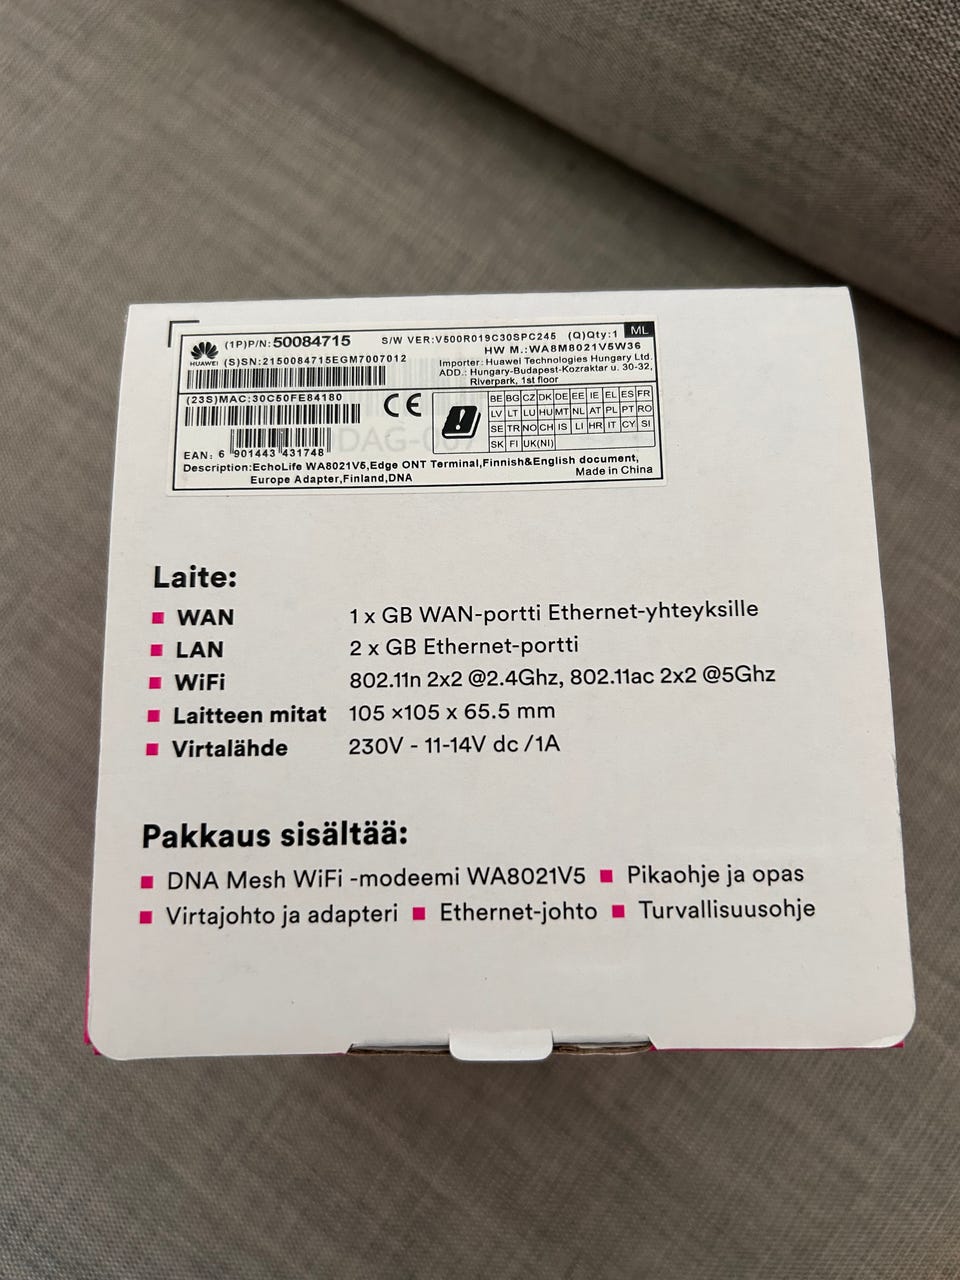 HUAWEI
(1P)P/N:50084715 S/W VER:V500R019C30SPC245 (Q)Qty:1 ML
(S)SN:2150084715EGM7007012 HW M.:WA8M8021V5W36
Importer: Huawei Technologies Hungary Ltd.
ADD.: Hungary-Budapest-Kozraktar u. 30-32,
Riverpark, 1st floor
(23S)MAC:30C50FE84180
CE
BE BG CZ DK DE EE IE EL ES FR
LV LT LU HU MT NL AT PL PT RO
SE TR NO CH IS LI HR IT CY SI
SK FI UK(NI)
EAN: 6 901443 431748
Description:EchoLife WA8021V5,Edge ONT Terminal,Finnish&English document,
Europe Adapter,Finland,DNA Made in China
Laite:
WAN 1 x GB WAN-portti Ethernet-yhteyksille
LAN 2 x GB Ethernet-portti
WiFi 802.11n 2x2 @2.4Ghz, 802.11ac 2x2 @5Ghz
Laitteen mitat 105 x105 x 65.5 mm
Virtalähde 230V - 11-14V dc /1A
Pakkaus sisältää:
DNA Mesh WiFi -modeemi WA8021V5 Pikaohje ja opas
Virtajohto ja adapteri Ethernet-johto Turvallisuusohje